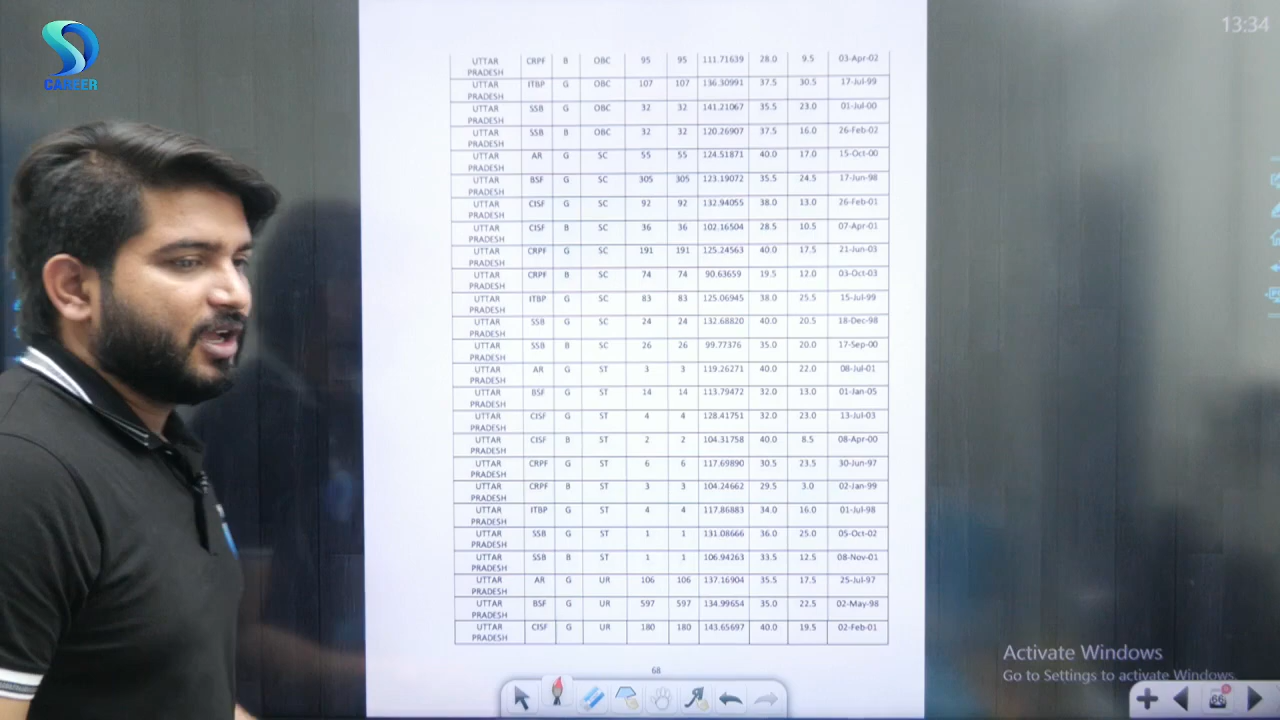 SD
CAREER
13:34
UTTAR PRADESH CRPF B OBC 95 95 111.71639 28.0 9.5 03-Apr-02
UTTAR PRADESH ITBP G OBC 107 107 136.30991 37.5 30.5 17-Jul-99
UTTAR PRADESH SSB G OBC 32 32 141.21067 35.5 23.0 01-Jul-00
UTTAR PRADESH SSB B OBC 32 32 120.26907 37.5 16.0 26-Feb-02
UTTAR PRADESH AR G SC 55 55 124.51871 40.0 17.0 15-Oct-00
UTTAR PRADESH BSF G SC 305 305 123.19072 35.5 24.5 17-Jun-98
UTTAR PRADESH CISF G SC 92 92 132.94055 38.0 13.0 26-Feb-01
UTTAR PRADESH CISF B SC 36 36 102.16504 28.5 10.5 07-Apr-01
UTTAR PRADESH CRPF G SC 191 191 125.24563 40.0 17.5 21-Jun-03
UTTAR PRADESH CRPF B SC 74 74 90.63659 19.5 12.0 03-Oct-03
UTTAR PRADESH ITBP G SC 83 83 125.06945 38.0 25.5 15-Jul-99
UTTAR PRADESH SSB G SC 24 24 132.68820 40.0 20.5 18-Dec-98
UTTAR PRADESH SSB B SC 26 26 99.77376 35.0 20.0 17-Sep-00
UTTAR PRADESH AR G ST 3 3 119.26271 40.0 22.0 08-Jul-01
UTTAR PRADESH BSF G ST 14 14 113.79472 32.0 13.0 01-Jan-05
UTTAR PRADESH CISF G ST 4 4 128.41751 32.0 23.0 13-Jul-03
UTTAR PRADESH CISF B ST 2 2 104.31758 40.0 8.5 08-Apr-00
UTTAR PRADESH CRPF G ST 6 6 117.69890 30.5 23.5 30-Jun-97
UTTAR PRADESH CRPF B ST 3 3 104.24662 29.5 3.0 02-Jan-99
UTTAR PRADESH ITBP G ST 4 4 117.86883 34.0 16.0 01-Jul-98
UTTAR PRADESH SSB G ST 1 1 131.08666 36.0 25.0 05-Oct-02
UTTAR PRADESH SSB B ST 1 1 106.94263 33.5 12.5 08-Nov-01
UTTAR PRADESH AR G UR 106 106 137.16904 35.5 17.5 25-Jul-97
UTTAR PRADESH BSF G UR 597 597 134.99654 35.0 22.5 02-May-98
UTTAR PRADESH CISF G UR 180 180 143.65697 40.0 19.5 02-Feb-01
68
Activate Windows
Go to Settings to activate Windows.
66